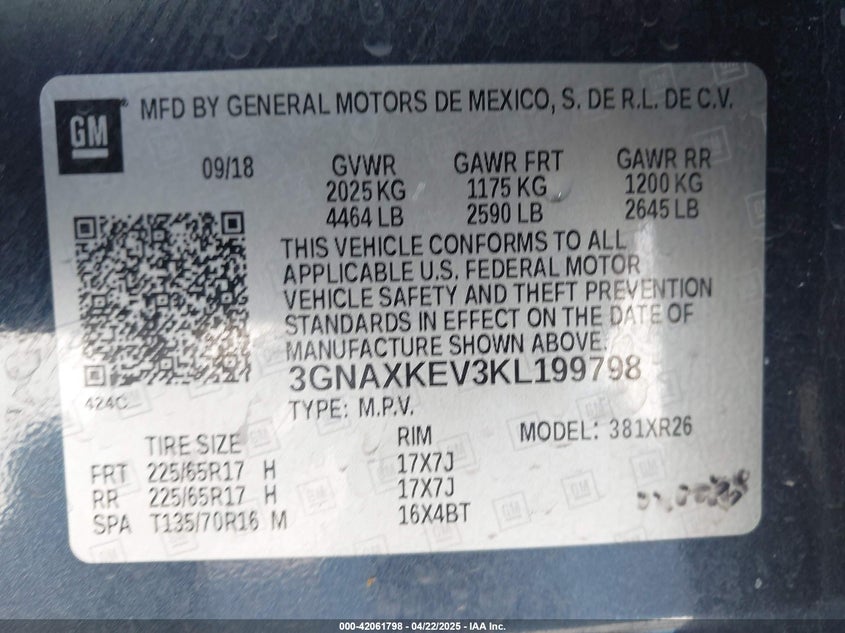 GM
MFD BY GENERAL MOTORS DE MEXICO, S. DE R.L. DE C.V.
09/18 GVWR GAWR FRT GAWR RR
2025 KG 1175 KG 1200 KG
4464 LB 2590 LB 2645 LB
THIS VEHICLE CONFORMS TO ALL
APPLICABLE U.S. FEDERAL MOTOR
VEHICLE SAFETY AND THEFT PREVENTION
STANDARDS IN EFFECT ON THE DATE OF
MANUFACTURE SHOWN ABOVE.
3GNAXKEV3KL199798
424C
TYPE: M.P.V.
TIRE SIZE RIM MODEL: 381XR26
FRT 225/65R17 H 17X7J
RR 225/65R17 H 17X7J
SPA T135/70R16 M 16X4BT
000-42061798 - 04/22/2025 - IAA Inc.